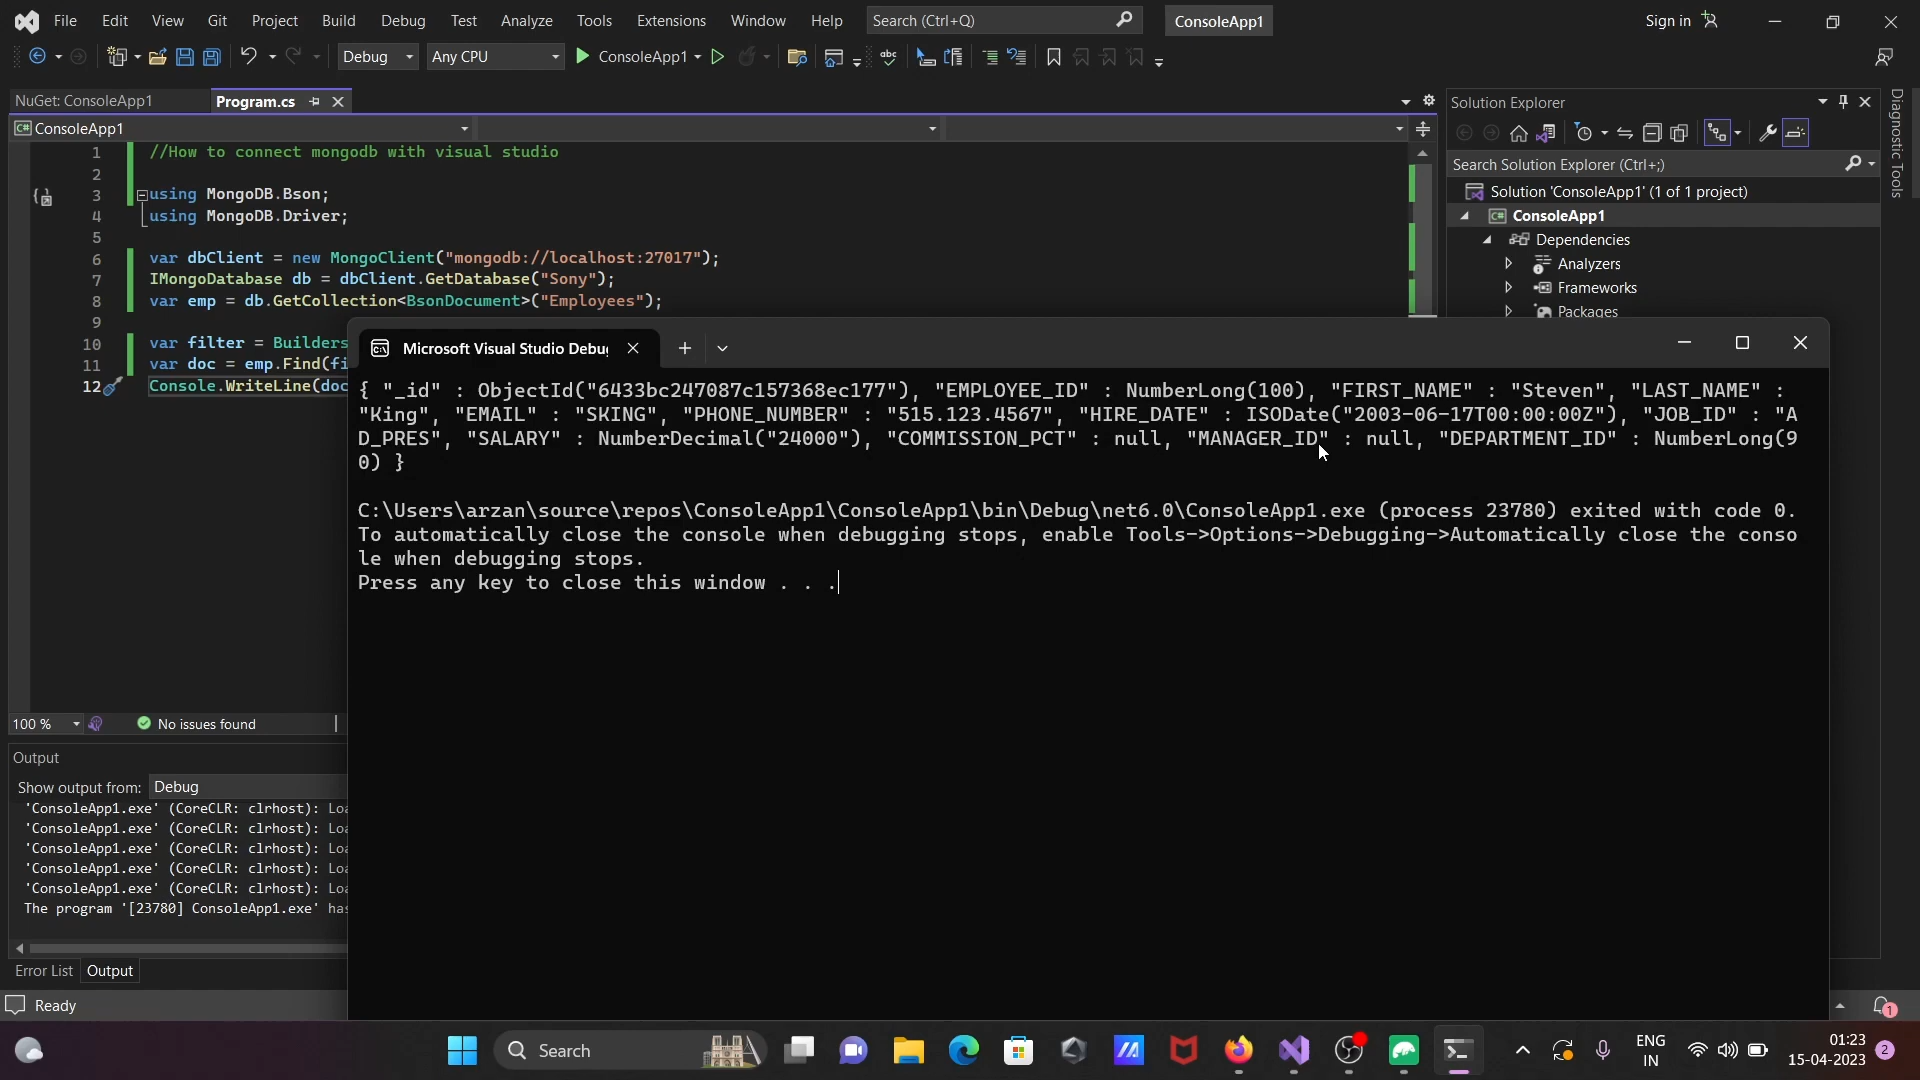 File Edit View Git Project Build Debug Test Analyze Tools Extensions Window Help Search (Ctrl+Q) ConsoleApp1 Sign in
Debug Any CPU ConsoleApp1
NuGet: ConsoleApp1 Program.cs
C# ConsoleApp1
1 //How to connect mongodb with visual studio
2
3 using MongoDB.Bson;
4 using MongoDB.Driver;
5
6 var dbClient = new MongoClient("mongodb://localhost:27017");
7 IMongoDatabase db = dbClient.GetDatabase("Sony");
8 var emp = db.GetCollection<BsonDocument>("Employees");
9
10 var filter = Builders
11 var doc = emp.Find(fi
12 Console.WriteLine(doc
100 % No issues found
Output
Show output from: Debug
'ConsoleApp1.exe' (CoreCLR: clrhost): Loa
'ConsoleApp1.exe' (CoreCLR: clrhost): Loa
'ConsoleApp1.exe' (CoreCLR: clrhost): Loa
'ConsoleApp1.exe' (CoreCLR: clrhost): Loa
'ConsoleApp1.exe' (CoreCLR: clrhost): Loa
The program '[23780] ConsoleApp1.exe' has
Error List Output
Ready
Solution Explorer
Search Solution Explorer (Ctrl+;)
Solution 'ConsoleApp1' (1 of 1 project)
C# ConsoleApp1
Dependencies
Analyzers
Frameworks
Packages
Diagnostic Tools
Microsoft Visual Studio Debug
{ "_id" : ObjectId("6433bc247087c157368ec177"), "EMPLOYEE_ID" : NumberLong(100), "FIRST_NAME" : "Steven", "LAST_NAME" :
"King", "EMAIL" : "SKING", "PHONE_NUMBER" : "515.123.4567", "HIRE_DATE" : ISODate("2003-06-17T00:00:00Z"), "JOB_ID" : "A
D_PRES", "SALARY" : NumberDecimal("24000"), "COMMISSION_PCT" : null, "MANAGER_ID" : null, "DEPARTMENT_ID" : NumberLong(9
0) }
C:\Users\arzan\source\repos\ConsoleApp1\ConsoleApp1\bin\Debug\net6.0\ConsoleApp1.exe (process 23780) exited with code 0.
To automatically close the console when debugging stops, enable Tools->Options->Debugging->Automatically close the conso
le when debugging stops.
Press any key to close this window . . .
Search
ENG
IN
01:23
15-04-2023
2
1